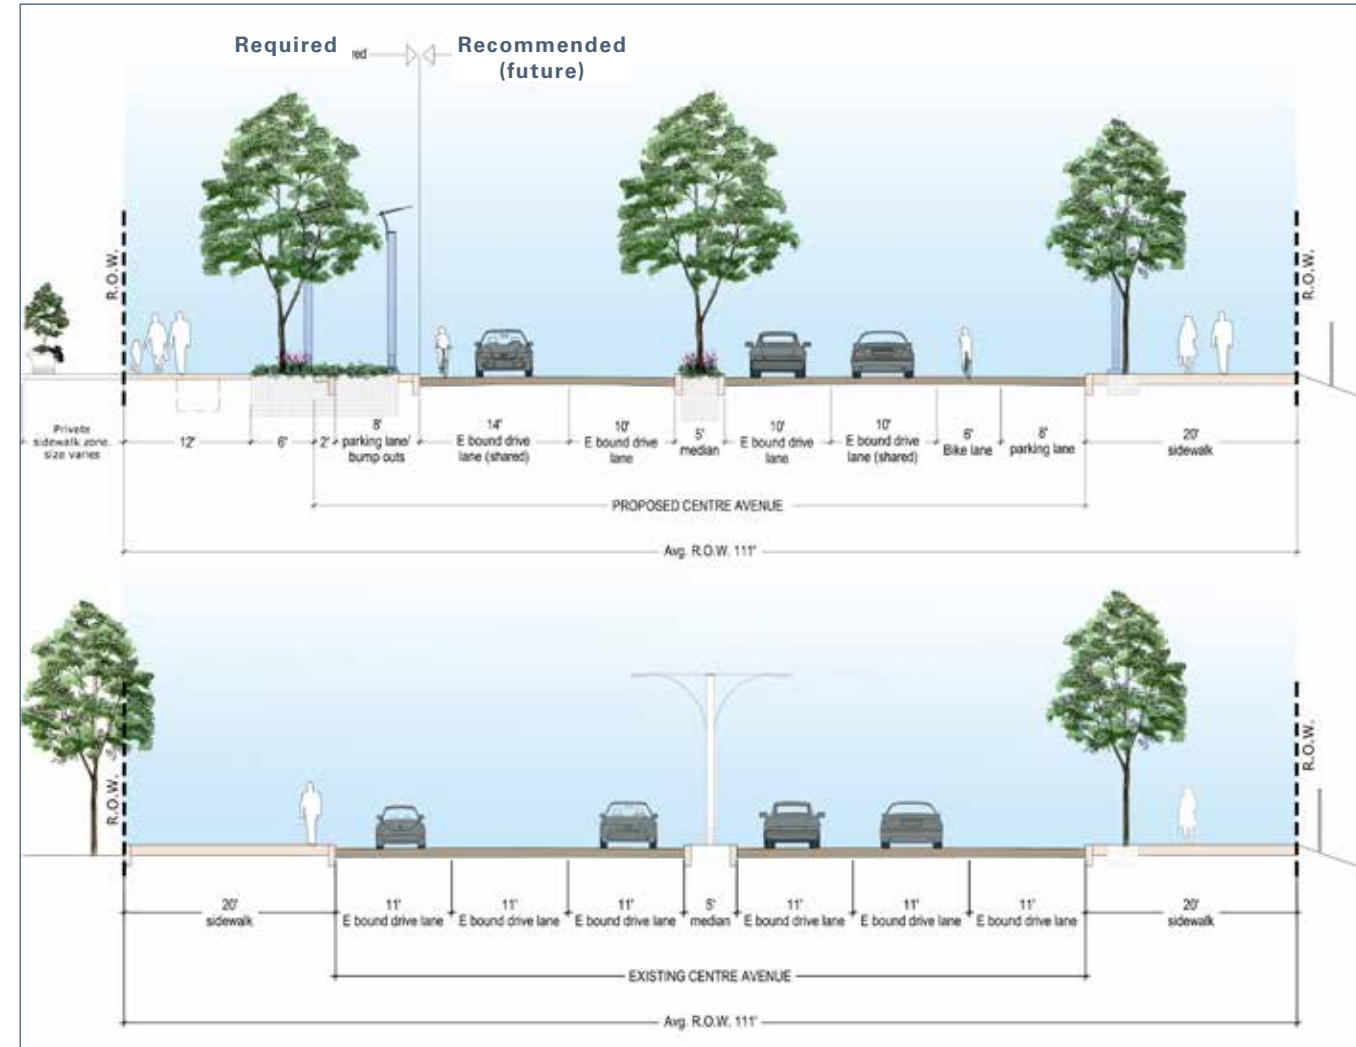 Required
red
Recommended
(future)
R.O.W.
R.O.W.
Private
sidewalk zone
size varies
12'
6'
2'
8'
parking lane/
bump outs
14'
E bound drive
lane (shared)
10'
E bound drive
lane
5'
median
10'
E bound drive
lane
10'
E bound drive
lane (shared)
6'
Bike lane
8'
parking lane
20'
sidewalk
PROPOSED CENTRE AVENUE
Avg. R.O.W. 111'
R.O.W.
R.O.W.
20'
sidewalk
11'
E bound drive lane
11'
E bound drive lane
11'
E bound drive lane
5'
median
11'
E bound drive lane
11'
E bound drive lane
11'
E bound drive lane
20'
sidewalk
EXISTING CENTRE AVENUE
Avg. R.O.W. 111'